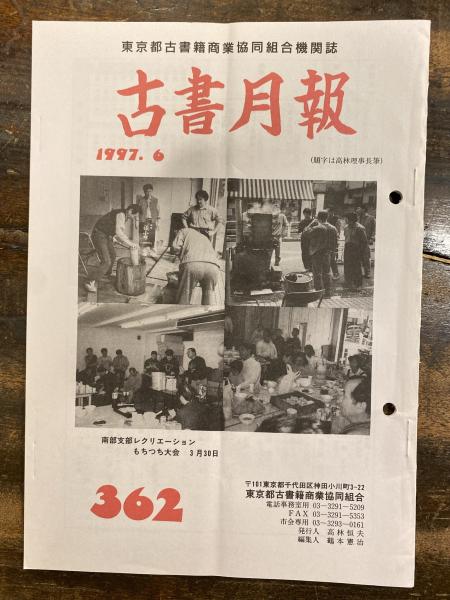 東京都古書籍商業協同組合機関誌
古書月報
1997. 6
(題字は高林理事長筆)
南部支部レクリエーション
もちつち大会 3月30日
362
〒101東京都千代田区神田小川町3-22
東京都古書籍商業協同組合
電話事務室用 03-3291-5209
FAX 03-3291-5353
市会専用 03-3293-0161
発行人 高林恒夫
編集人 鶴本憲治